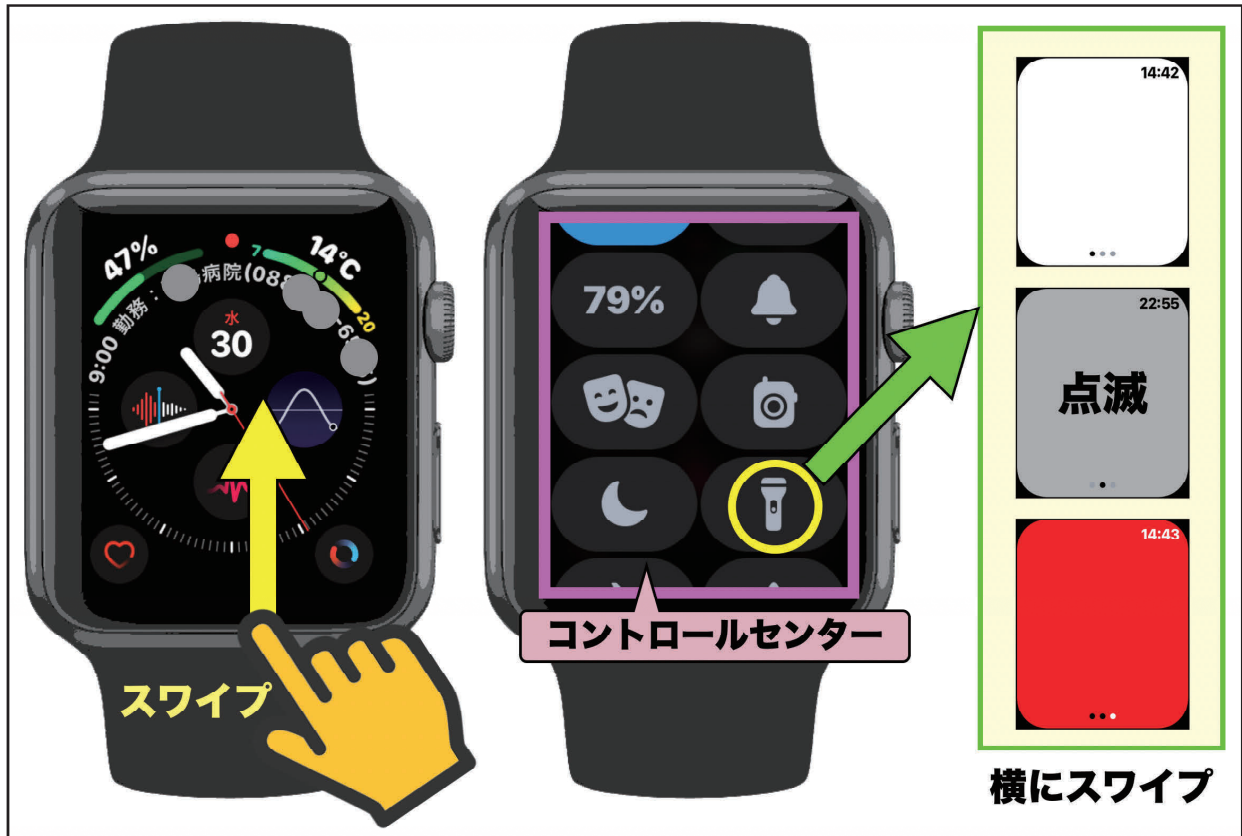 47%
7
14°C
20
9:00 勤務:
病院(088
-65
)
水
30
スワイプ
79%
コントロールセンター
14:42
22:55
点滅
14:43
横にスワイプ